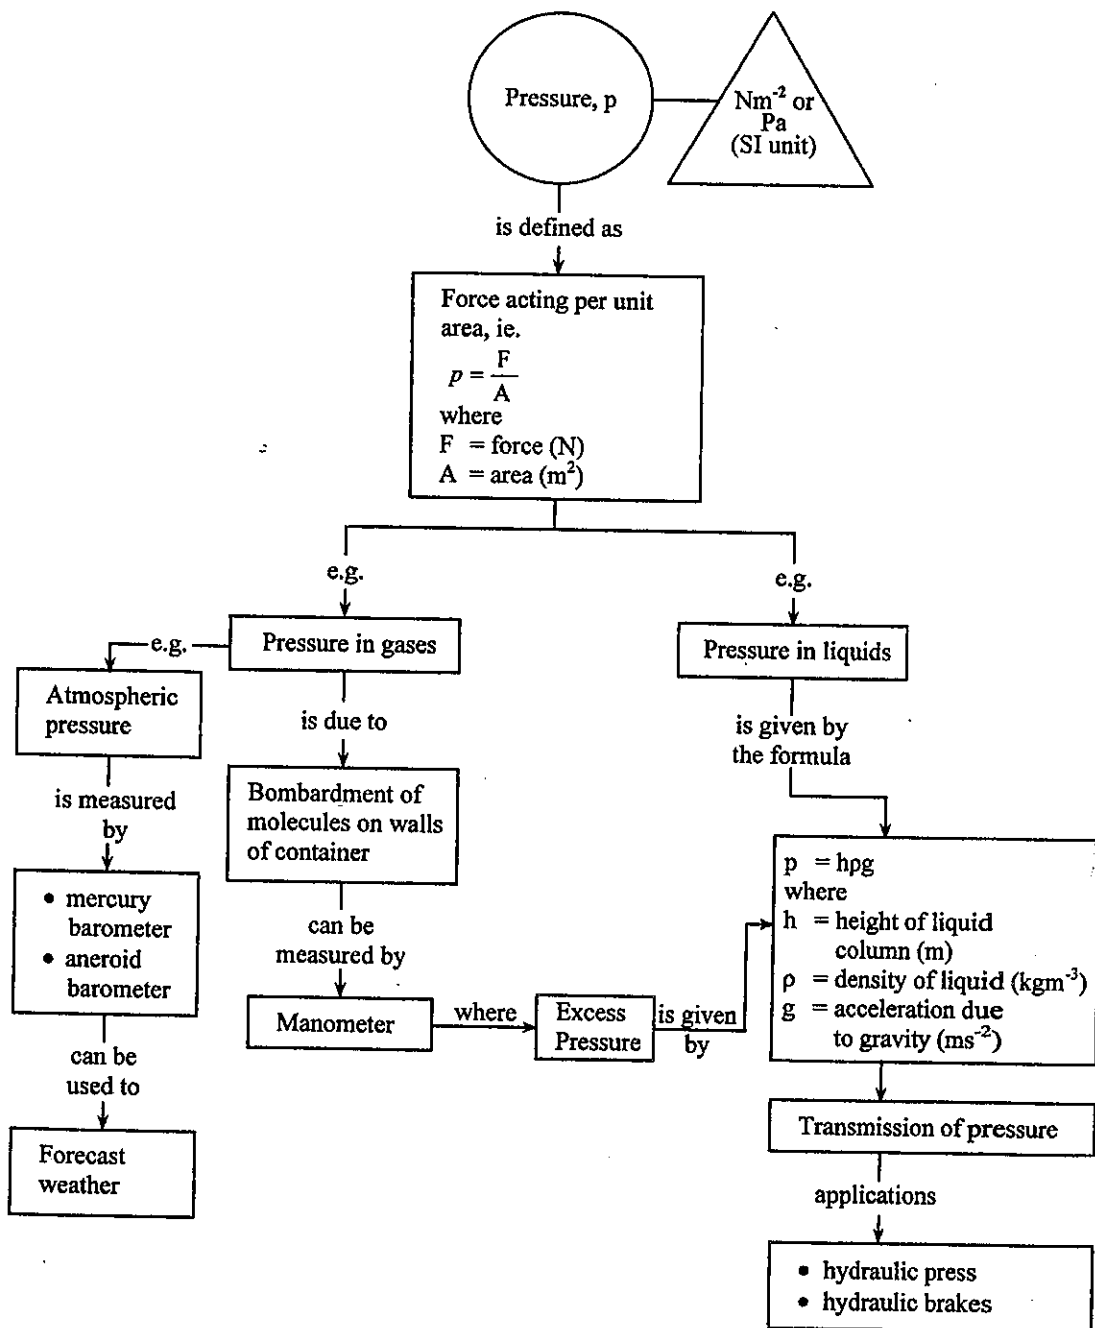 Pressure, p
Nm⁻² or
Pa
(SI unit)
is defined as
Force acting per unit
area, ie.
p = F/A
where
F = force (N)
A = area (m²)
e.g.
e.g.
e.g.
Pressure in gases
Pressure in liquids
Atmospheric
pressure
is due to
is given by
the formula
is measured
by
Bombardment of
molecules on walls
of container
p = hρg
where
h = height of liquid
column (m)
ρ = density of liquid (kgm⁻³)
g = acceleration due
to gravity (ms⁻²)
• mercury
barometer
• aneroid
barometer
can be
measured by
Manometer
where
Excess
Pressure
is given
by
can be
used to
Transmission of pressure
Forecast
weather
applications
• hydraulic press
• hydraulic brakes